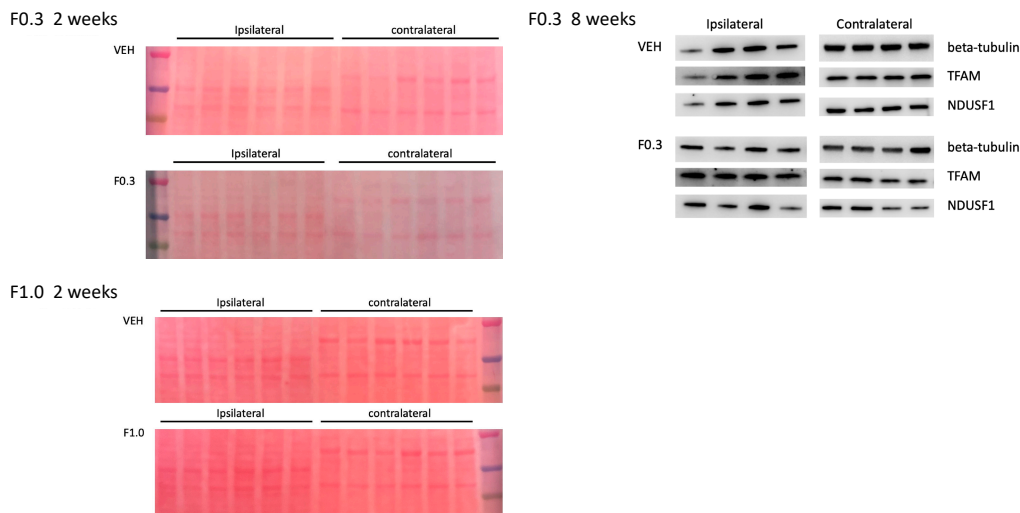 F0.3 2 weeks
Ipsilateral contralateral
VEH
Ipsilateral contralateral
F0.3
F1.0 2 weeks
Ipsilateral contralateral
VEH
Ipsilateral contralateral
F1.0
F0.3 8 weeks
Ipsilateral Contralateral
VEH beta-tubulin
TFAM
NDUSF1
F0.3 beta-tubulin
TFAM
NDUSF1